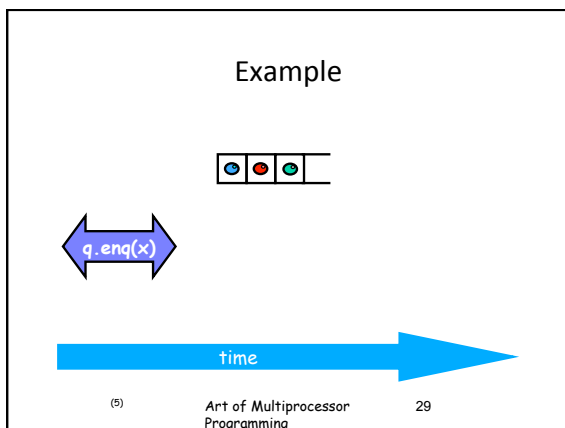 Example
q.enq(x)
time
(5)
Art of Multiprocessor
Programming
29